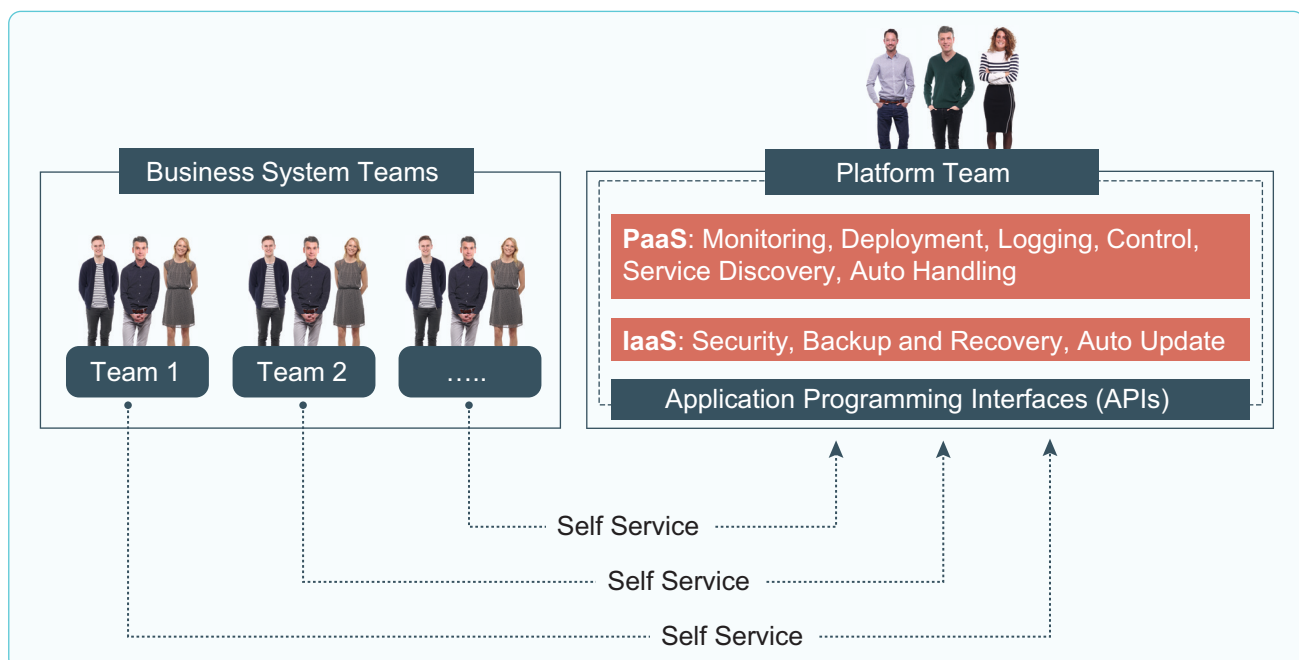 Business System Teams
Team 1
Team 2
.....
Platform Team
PaaS: Monitoring, Deployment, Logging, Control,
Service Discovery, Auto Handling
IaaS: Security, Backup and Recovery, Auto Update
Application Programming Interfaces (APIs)
Self Service
Self Service
Self Service